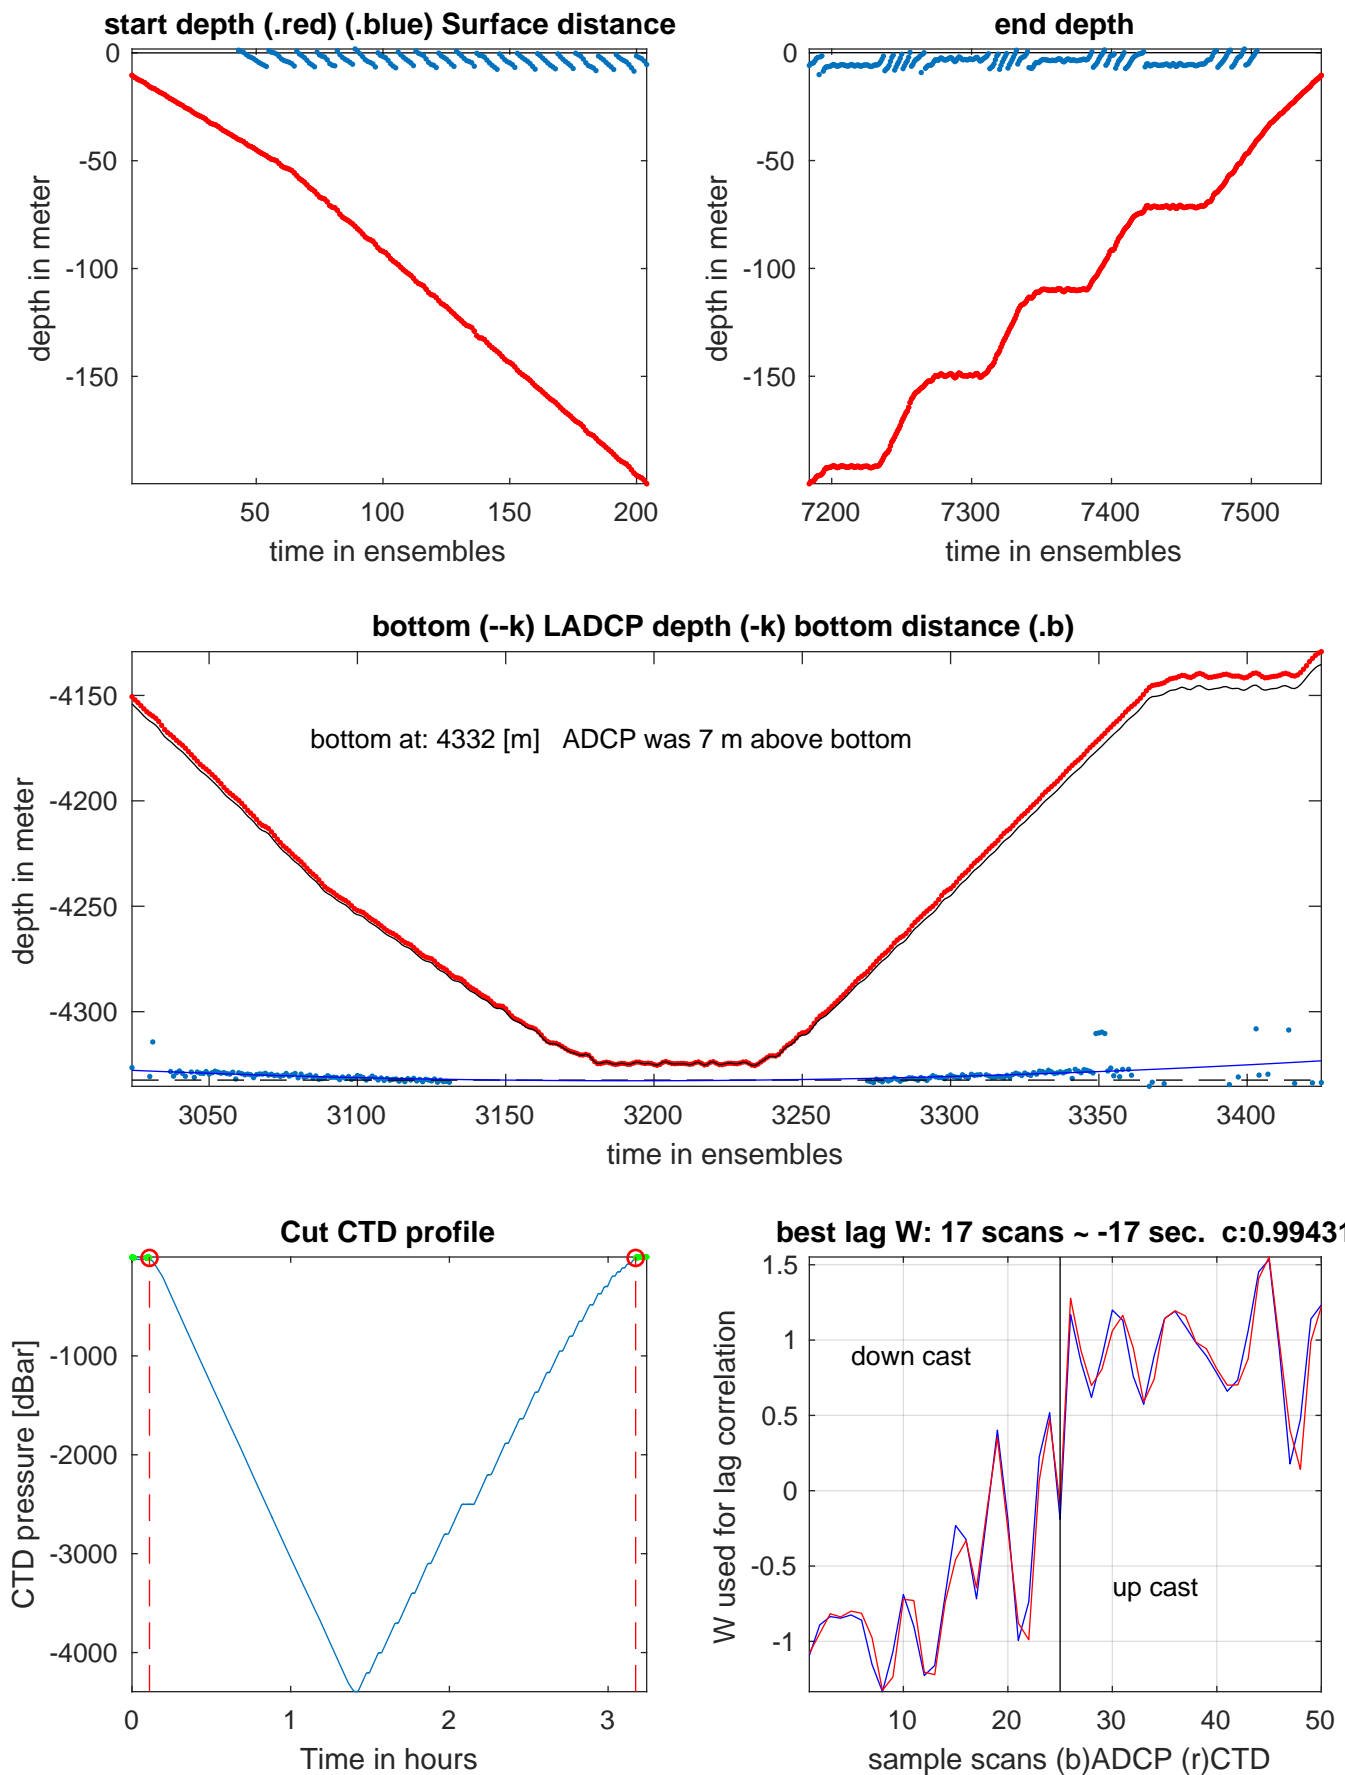 start depth (.red) (.blue) Surface distance
0
-50
-100
-150
depth in meter
50 100 150 200
time in ensembles
end depth
0
-50
-100
-150
depth in meter
7200 7300 7400 7500
time in ensembles
bottom (--k) LADCP depth (-k) bottom distance (.b)
-4150
-4200
-4250
-4300
depth in meter
bottom at: 4332 [m] ADCP was 7 m above bottom
3050 3100 3150 3200 3250 3300 3350 3400
time in ensembles
Cut CTD profile
-1000
-2000
-3000
-4000
CTD pressure [dBar]
0 1 2 3
Time in hours
best lag W: 17 scans ~ -17 sec. c:0.99431
1.5
1
0.5
0
-0.5
-1
W used for lag correlation
down cast
up cast
10 20 30 40 50
sample scans (b)ADCP (r)CTD